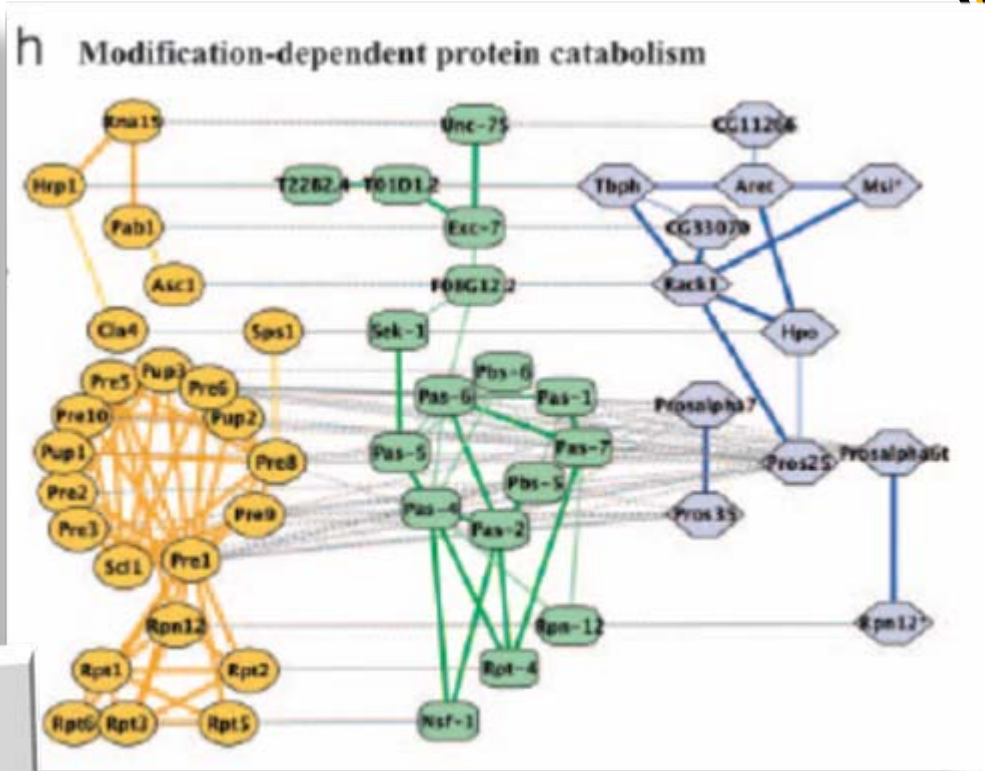 h Modification-dependent protein catabolism
Rna15 Unc-75 CG11266
Hrp1 T22B2.4 T01D1.2 Tbph Aret Msi*
Pab1 Exc-7 CG33070
Asc1 F08G12.2 Rack1
Cla4 Sps1 Sek-1 Hpo
Pup3 Pbs-6
Pre5 Pre6 Pas-6 Pas-1 Prosalpha7
Pre10 Pup2
Pup1 Pre8 Pas-5 Pas-7 Pros25 Prosalpha6t
Pre2 Pbs-5
Pre3 Pre9 Pas-4 Pas-2 Pros35
Scl1 Pre1
Rpn12 Rpn-12 Rpn12*
Rpt1 Rpt2 Rpt-4
Rpt6 Rpt3 Rpt5 Nsf-1